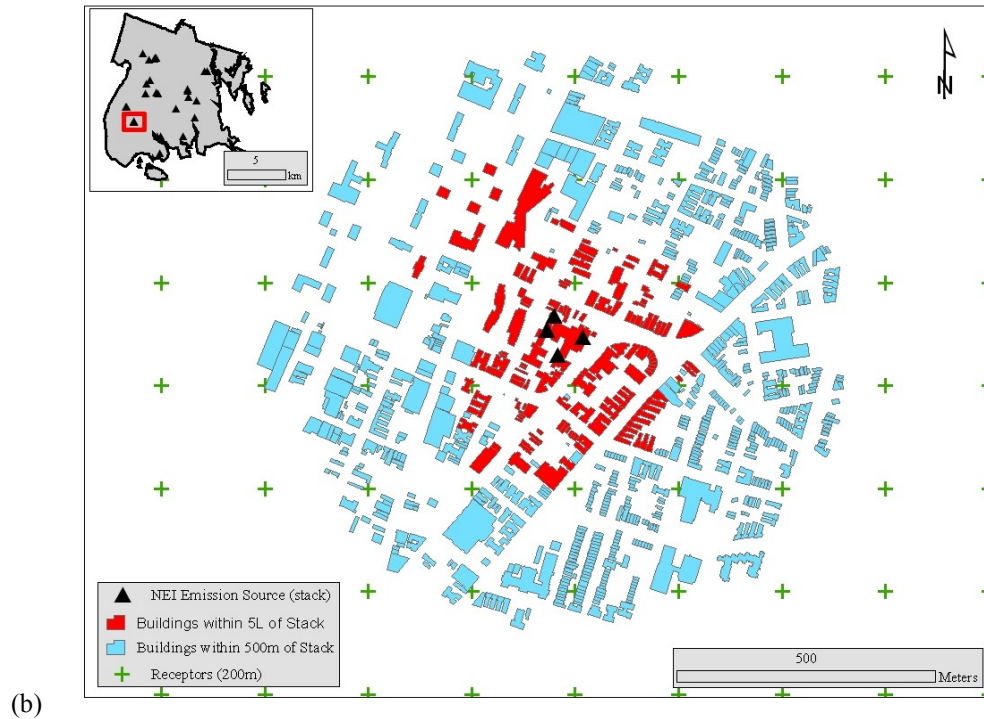 5
km
N
NEI Emission Source (stack)
Buildings within 5L of Stack
Buildings within 500m of Stack
Receptors (200m)
500
Meters
(b)